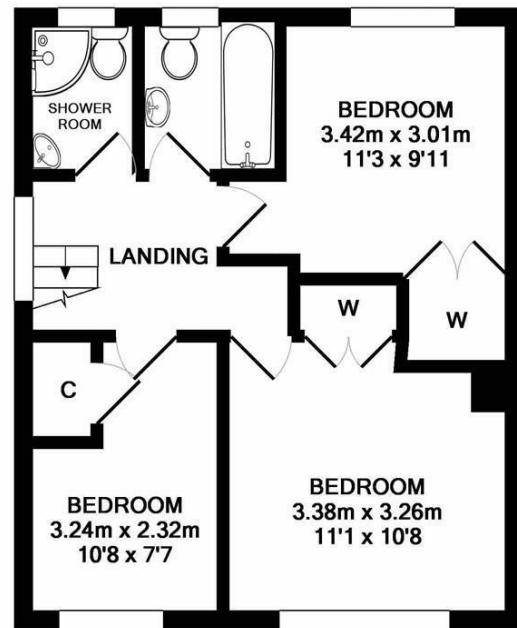 SHOWER
ROOM
BEDROOM
3.42m x 3.01m
11'3 x 9'11
LANDING
W
W
C
BEDROOM
3.24m x 2.32m
10'8 x 7'7
BEDROOM
3.38m x 3.26m
11'1 x 10'8